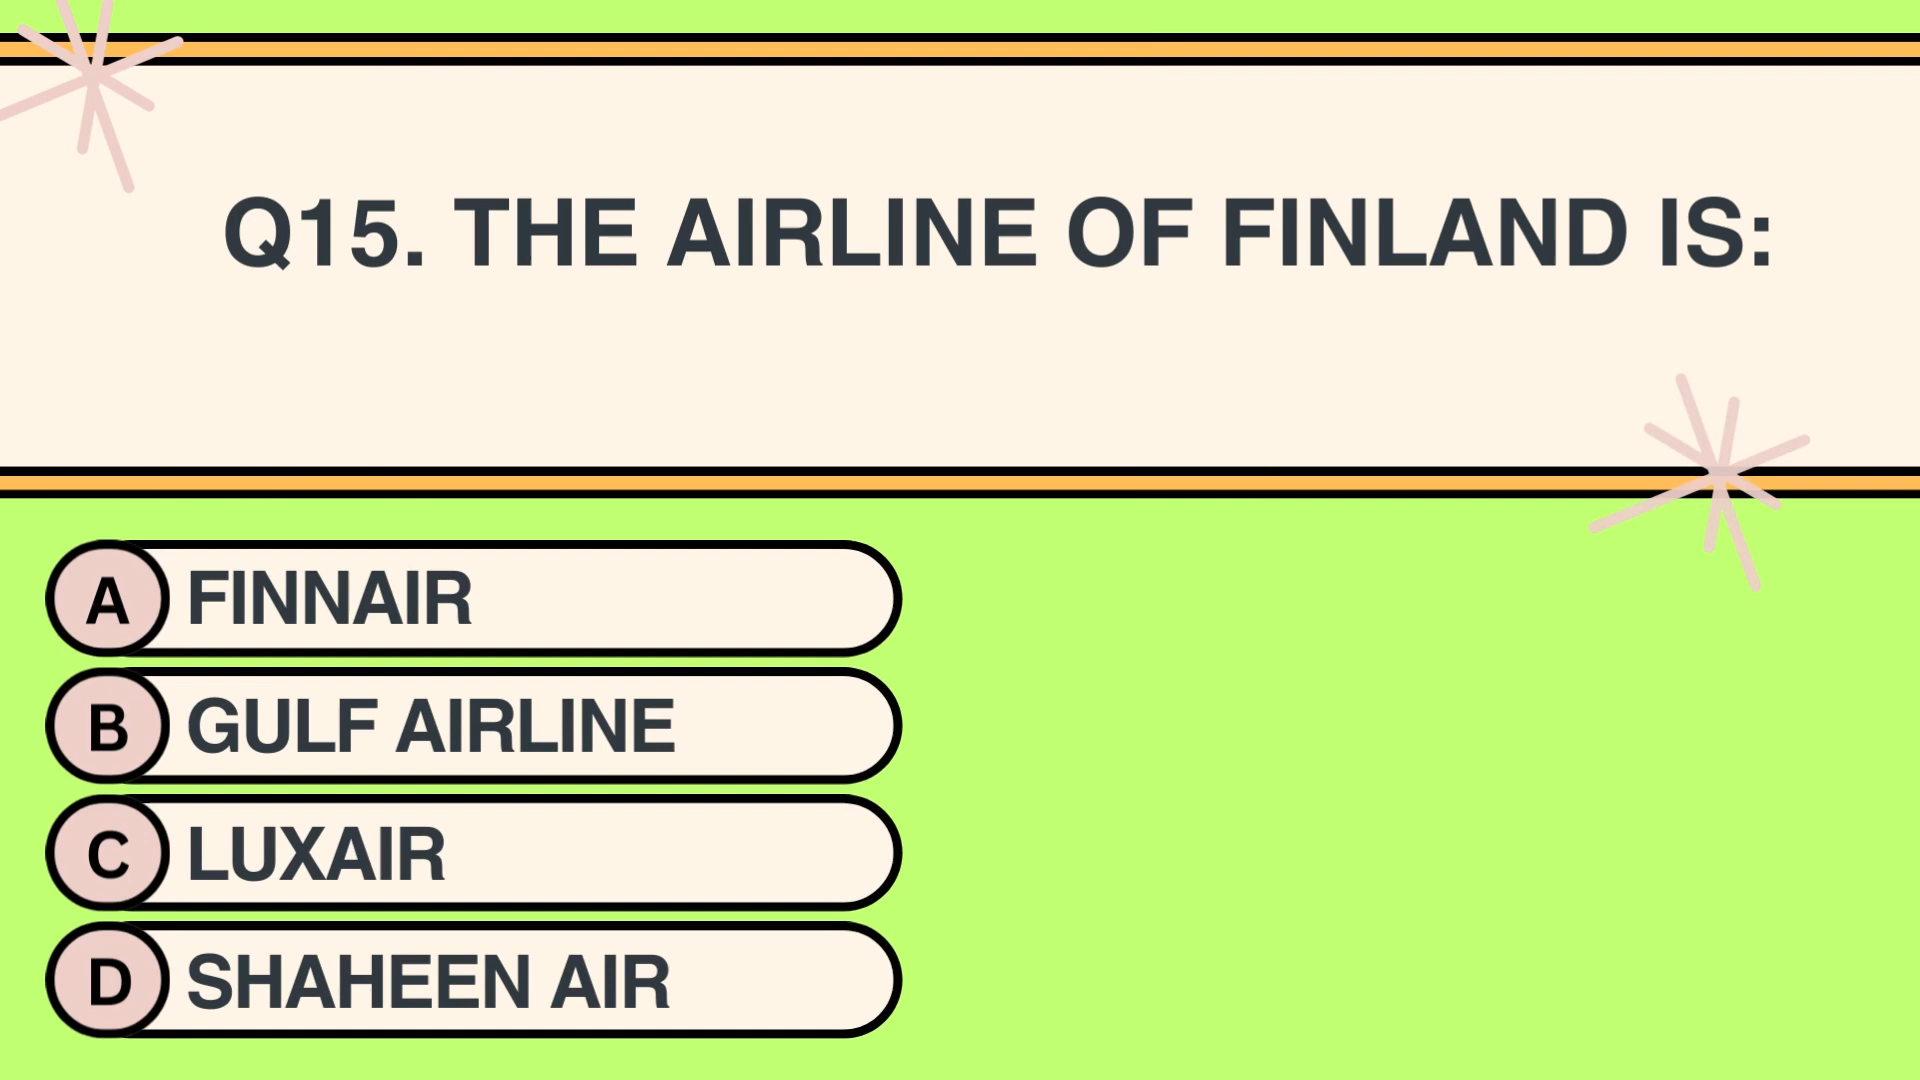 Q15. THE AIRLINE OF FINLAND IS:
A FINNAIR
B GULF AIRLINE
C LUXAIR
D SHAHEEN AIR